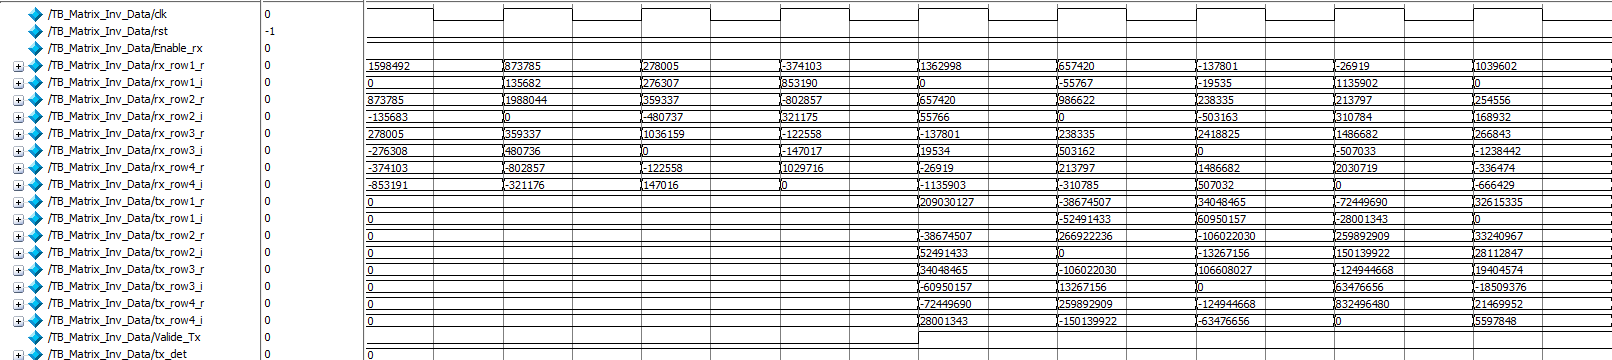 /TB_Matrix_Inv_Data/clk 0
/TB_Matrix_Inv_Data/rst -1
/TB_Matrix_Inv_Data/Enable_rx 0
/TB_Matrix_Inv_Data/rx_row1_r 0 1598492 873785 278005 -374103 1362998 657420 -137801 -26919 1039602
/TB_Matrix_Inv_Data/rx_row1_i 0 0 135682 276307 853190 0 -55767 -19535 1135902 0
/TB_Matrix_Inv_Data/rx_row2_r 0 873785 1988044 359337 -802857 657420 986622 238335 213797 254556
/TB_Matrix_Inv_Data/rx_row2_i 0 -135683 0 -480737 321175 55766 0 -503163 310784 168932
/TB_Matrix_Inv_Data/rx_row3_r 0 278005 359337 1036159 -122558 -137801 238335 2418825 1486682 266843
/TB_Matrix_Inv_Data/rx_row3_i 0 -276308 480736 0 -147017 19534 503162 0 -507033 -1238442
/TB_Matrix_Inv_Data/rx_row4_r 0 -374103 -802857 -122558 1029716 -26919 213797 1486682 2030719 -336474
/TB_Matrix_Inv_Data/rx_row4_i 0 -853191 -321176 147016 0 -1135903 -310785 507032 0 -666429
/TB_Matrix_Inv_Data/tx_row1_r 0 0 209030127 -38674507 34048465 -72449690 32615335
/TB_Matrix_Inv_Data/tx_row1_i 0 0 -52491433 60950157 -28001343 0
/TB_Matrix_Inv_Data/tx_row2_r 0 0 -38674507 266922236 -106022030 259892909 33240967
/TB_Matrix_Inv_Data/tx_row2_i 0 0 52491433 0 -13267156 150139922 28112847
/TB_Matrix_Inv_Data/tx_row3_r 0 0 34048465 -106022030 106608027 -124944668 19404574
/TB_Matrix_Inv_Data/tx_row3_i 0 0 -60950157 13267156 0 63476656 -18509376
/TB_Matrix_Inv_Data/tx_row4_r 0 0 -72449690 259892909 -124944668 832496480 21469952
/TB_Matrix_Inv_Data/tx_row4_i 0 0 28001343 -150139922 -63476656 0 5597848
/TB_Matrix_Inv_Data/Valide_Tx 0
/TB_Matrix_Inv_Data/tx_det 0 0